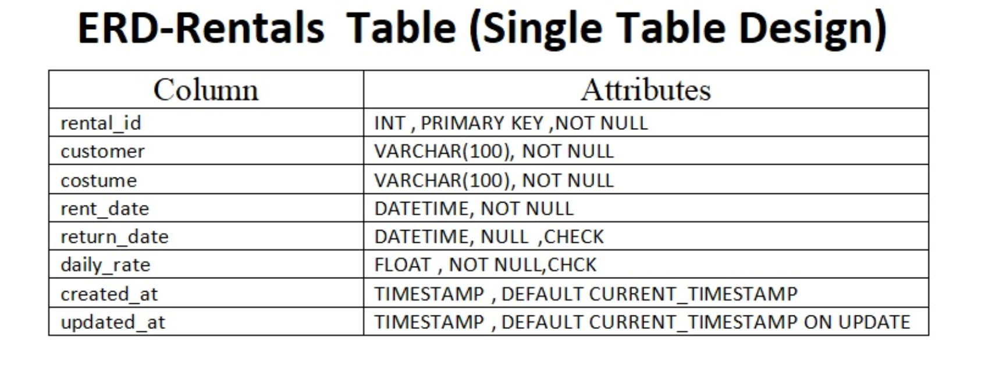 ERD-Rentals Table (Single Table Design)
Column Attributes
rental_id INT , PRIMARY KEY ,NOT NULL
customer VARCHAR(100), NOT NULL
costume VARCHAR(100), NOT NULL
rent_date DATETIME, NOT NULL
return_date DATETIME, NULL ,CHECK
daily_rate FLOAT , NOT NULL,CHCK
created_at TIMESTAMP , DEFAULT CURRENT_TIMESTAMP
updated_at TIMESTAMP , DEFAULT CURRENT_TIMESTAMP ON UPDATE